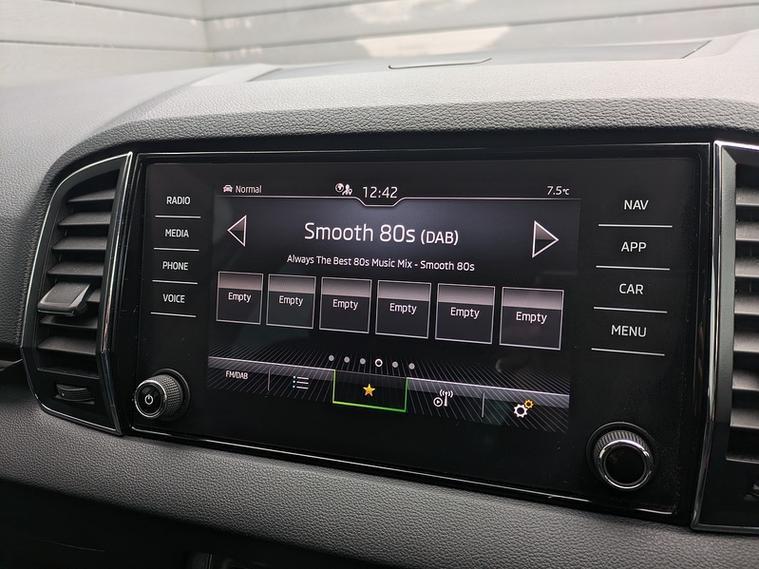 RADIO
MEDIA
PHONE
VOICE
Normal
12:42
7.5°C
Smooth 80s (DAB)
Always The Best 80s Music Mix - Smooth 80s
Empty Empty Empty Empty Empty Empty
FM/DAB
NAV
APP
CAR
MENU